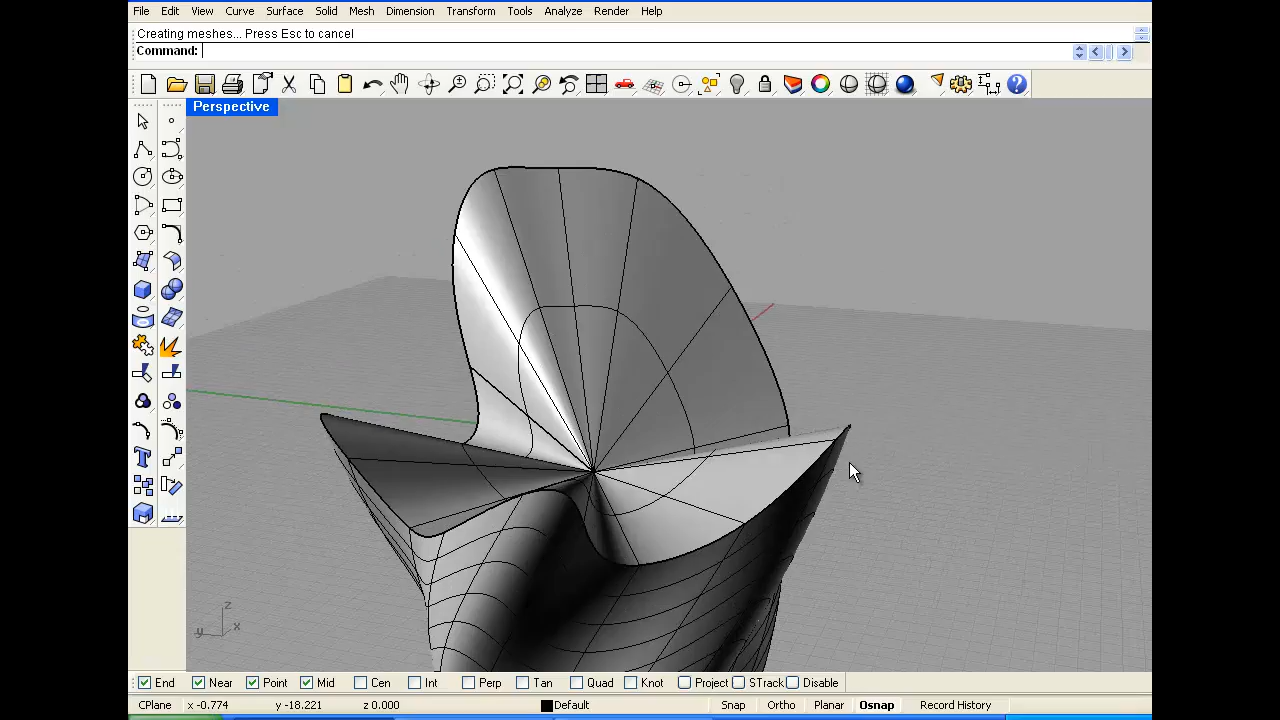 File Edit View Curve Surface Solid Mesh Dimension Transform Tools Analyze Render Help
Creating meshes... Press Esc to cancel
Command:
Perspective
z
y
x
End Near Point Mid Cen Int Perp Tan Quad Knot Project STrack Disable
CPlane x -0.774 y -18.221 z 0.000 Default Snap Ortho Planar Osnap Record History